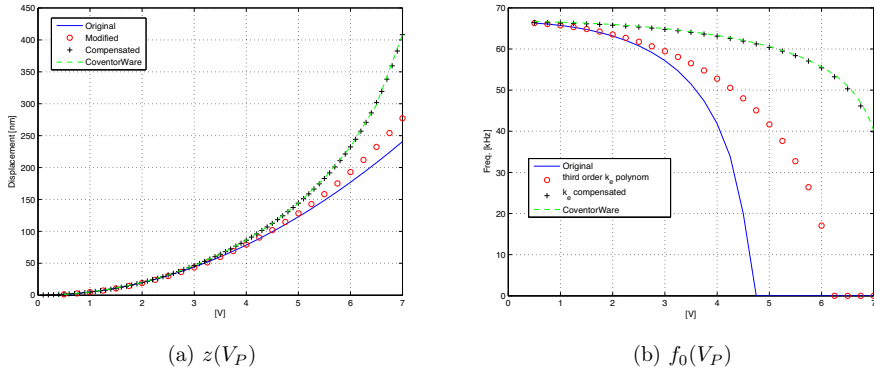 450
400
350
300
250
200
150
100
50
0
Displacement [nm]
0 1 2 3 4 5 6 7
[V]
Original
Modified
Compensated
CoventorWare
(a) z(V_P)
70
60
50
40
30
20
10
0
Freq. [kHz]
0 1 2 3 4 5 6 7
[V]
Original
third order k_e polynom
k_e compensated
CoventorWare
(b) f_0(V_P)